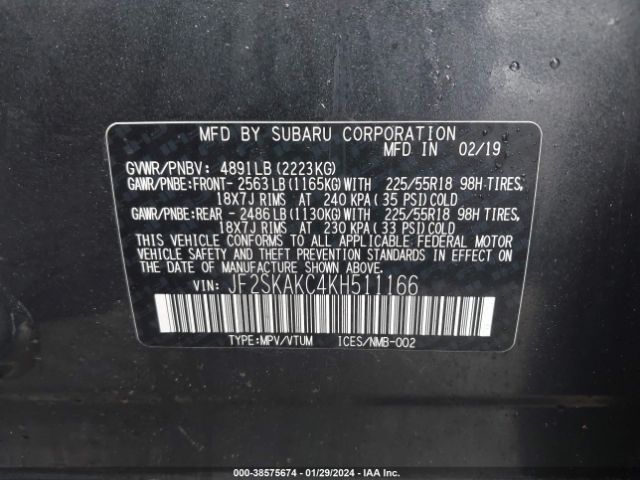 MFD BY SUBARU CORPORATION
MFD IN 02/19
GVWR/PNBV: 4891LB (2223KG)
GAWR/PNBE:FRONT- 2563 LB (1165KG) WITH 225/55R18 98H TIRES,
18X7J RIMS AT 240 KPA ( 35 PSI) COLD
GAWR/PNBE:REAR - 2486 LB (1130KG) WITH 225/55R18 98H TIRES,
18X7J RIMS AT 230 KPA ( 33 PSI) COLD
THIS VEHICLE CONFORMS TO ALL APPLICABLE FEDERAL MOTOR
VEHICLE SAFETY AND THEFT PREVENTION STANDARDS IN EFFECT ON
THE DATE OF MANUFACTURE SHOWN ABOVE.
VIN: JF2SKAKC4KH511166
TYPE:MPV/VTUM ICES/NMB-002
000-38575674 - 01/29/2024 - IAA Inc.